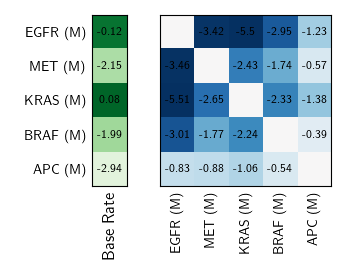 EGFR (M) -0.12 -3.42 -5.5 -2.95 -1.23
MET (M) -2.15 -3.46 -2.43 -1.74 -0.57
KRAS (M) 0.08 -5.51 -2.65 -2.33 -1.38
BRAF (M) -1.99 -3.01 -1.77 -2.24 -0.39
APC (M) -2.94 -0.83 -0.88 -1.06 -0.54
Base Rate
EGFR (M)
MET (M)
KRAS (M)
BRAF (M)
APC (M)